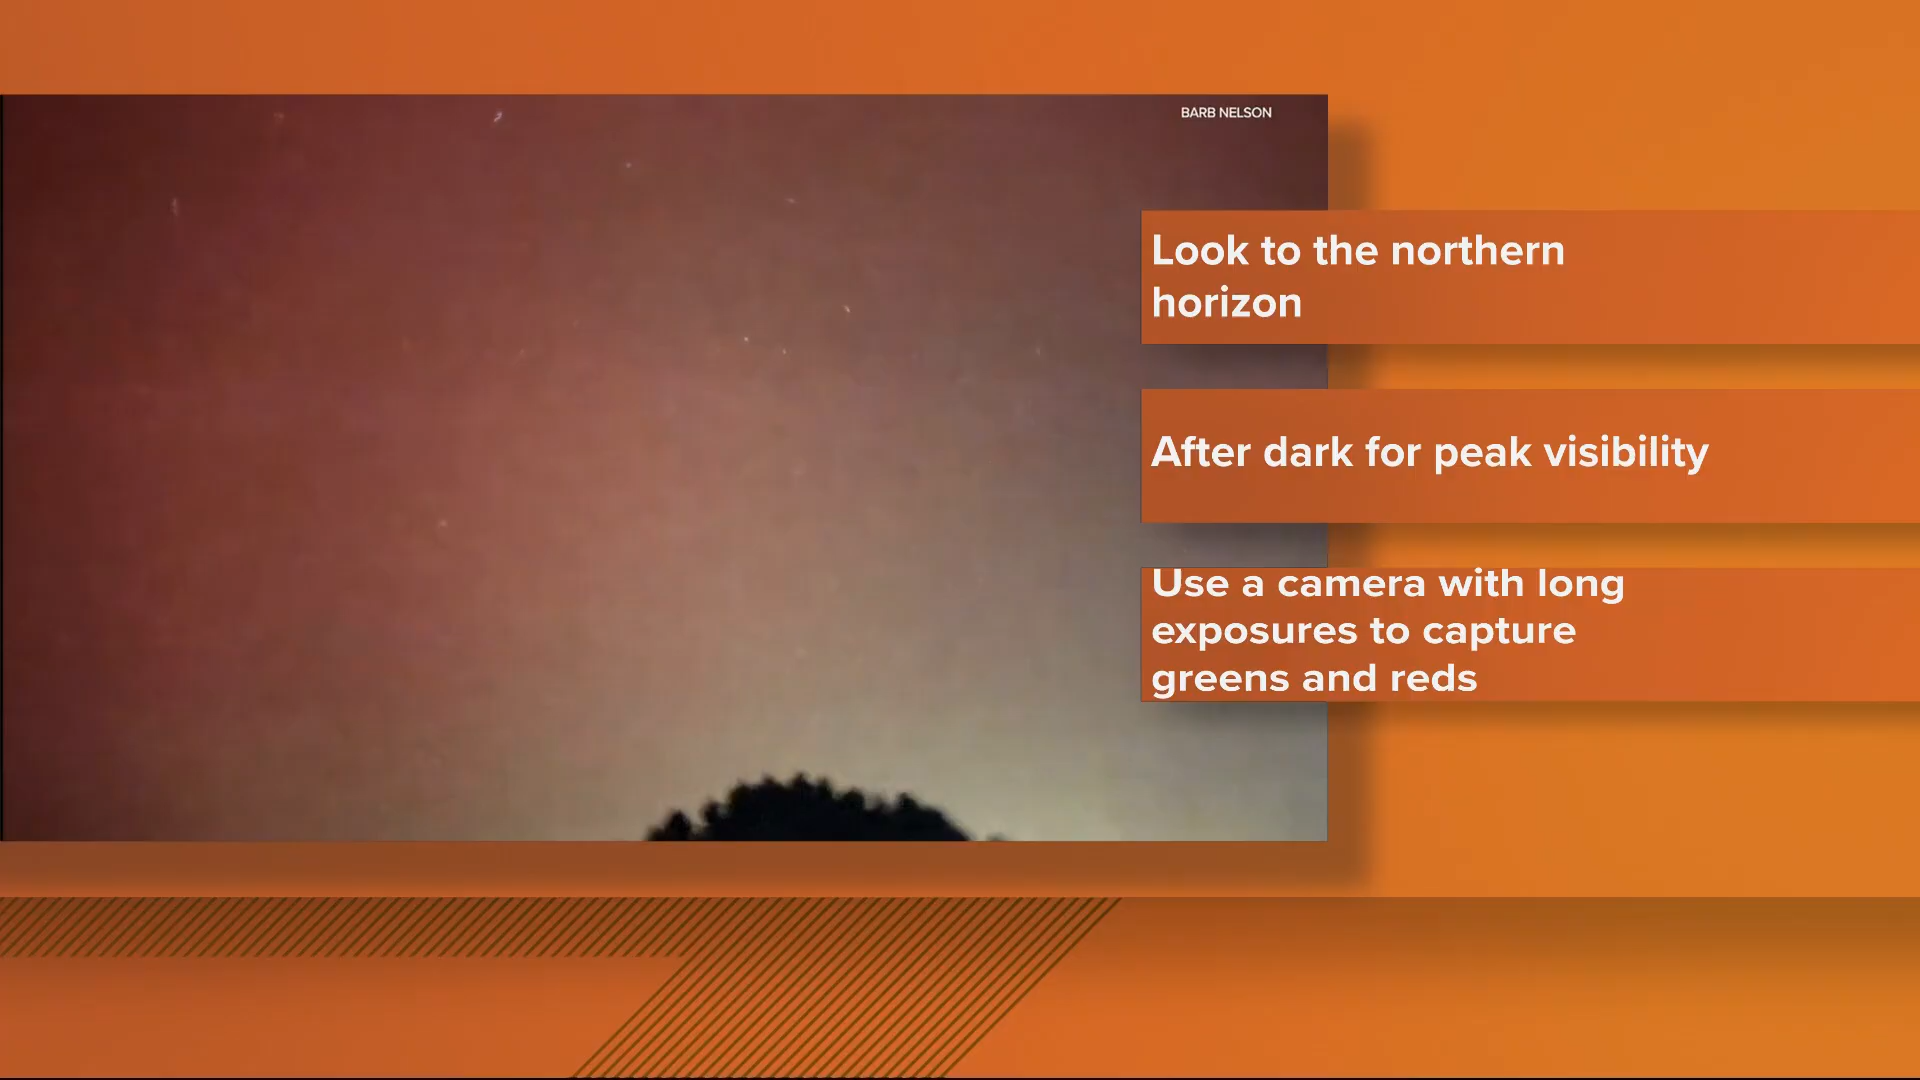 BARB NELSON
Look to the northern
horizon
After dark for peak visibility
Use a camera with long
exposures to capture
greens and reds